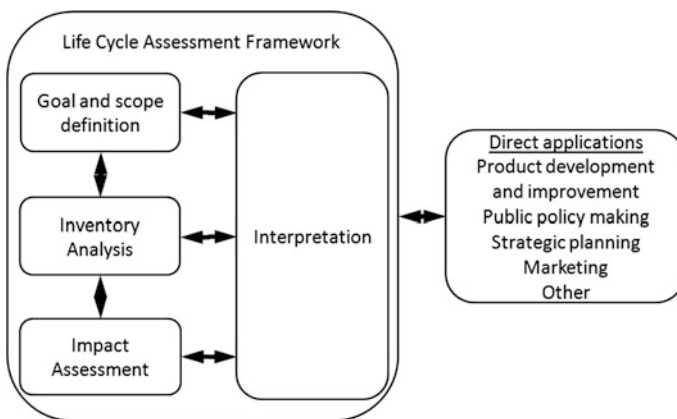 Life Cycle Assessment Framework
Goal and scope
definition
Inventory
Analysis
Impact
Assessment
Interpretation
Direct applications
Product development
and improvement
Public policy making
Strategic planning
Marketing
Other